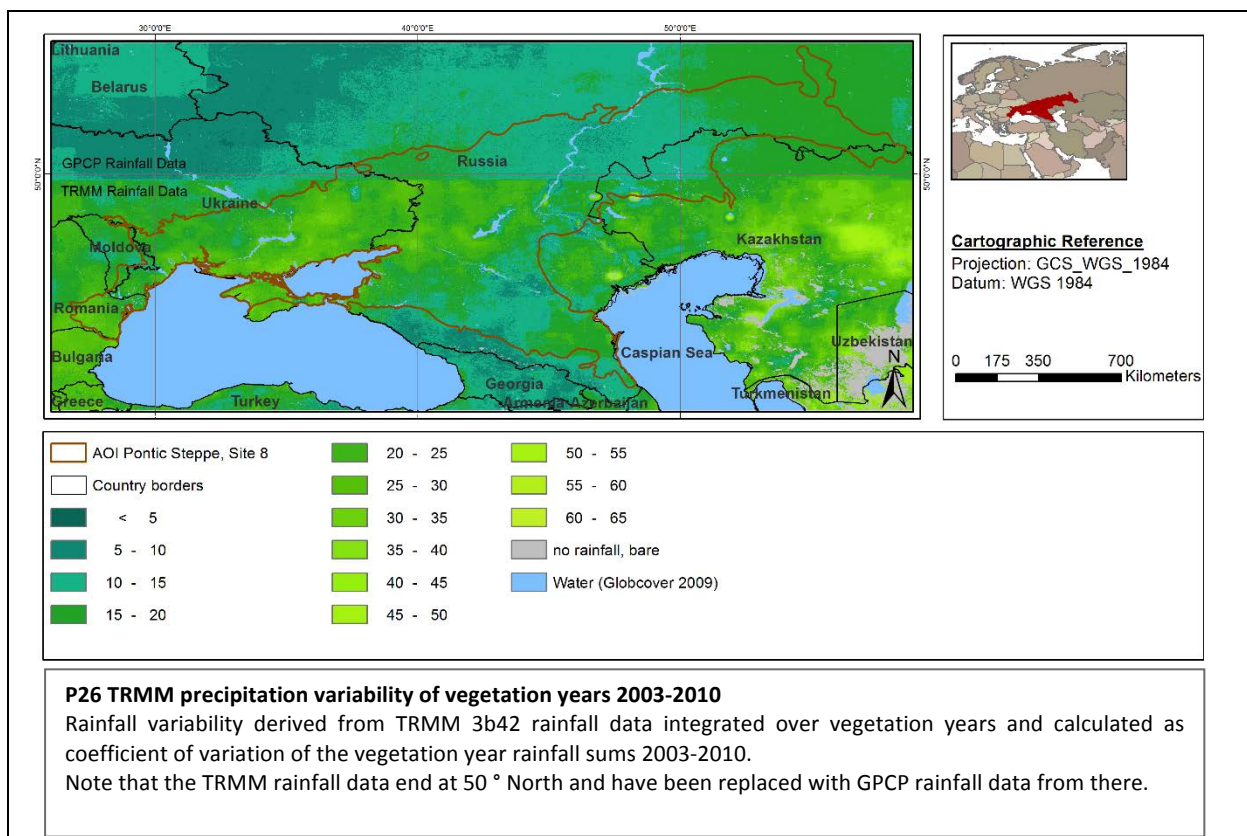 30°0'0"E 40°0'0"E 50°0'0"E
Lithuania
Belarus
GPCP Rainfall Data
Russia
50°0'0"N 50°0'0"N
TRMM Rainfall Data
Ukraine
Moldova
Kazakhstan
Romania
Uzbekistan
Bulgaria
Caspian Sea
N
Georgia
Greece Turkey Armenia Azerbaijan Turkmenistan
Cartographic Reference
Projection: GCS_WGS_1984
Datum: WGS 1984
0 175 350 700
Kilometers
AOI Pontic Steppe, Site 8
Country borders
< 5
5 - 10
10 - 15
15 - 20
20 - 25
25 - 30
30 - 35
35 - 40
40 - 45
45 - 50
50 - 55
55 - 60
60 - 65
no rainfall, bare
Water (Globcover 2009)
P26 TRMM precipitation variability of vegetation years 2003-2010
Rainfall variability derived from TRMM 3b42 rainfall data integrated over vegetation years and calculated as
coefficient of variation of the vegetation year rainfall sums 2003-2010.
Note that the TRMM rainfall data end at 50 ° North and have been replaced with GPCP rainfall data from there.